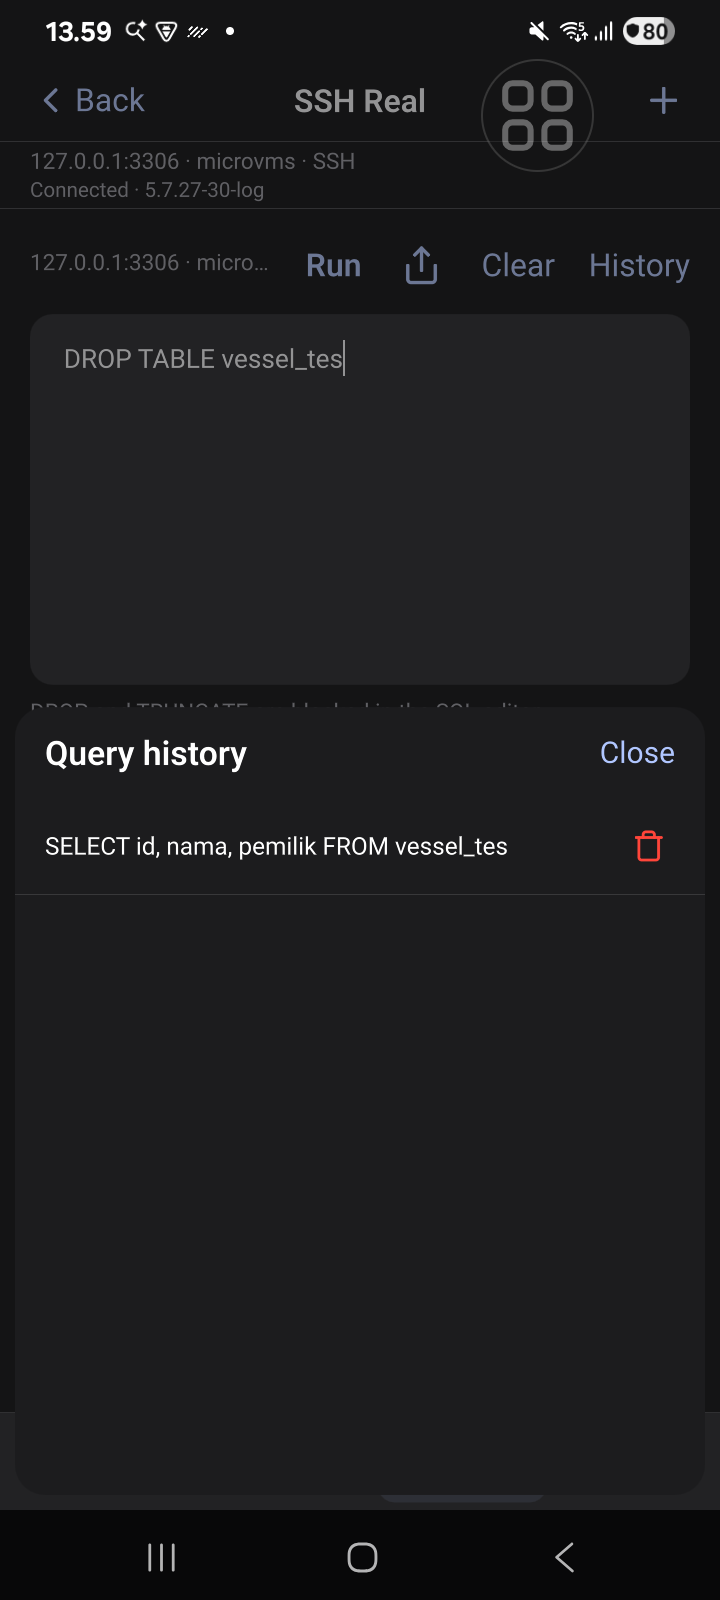 13.59
80
Back
SSH Real
127.0.0.1:3306 · microvms · SSH
Connected · 5.7.27-30-log
127.0.0.1:3306 · micro...
Run
Clear
History
DROP TABLE vessel_tes
Query history
Close
SELECT id, nama, pemilik FROM vessel_tes